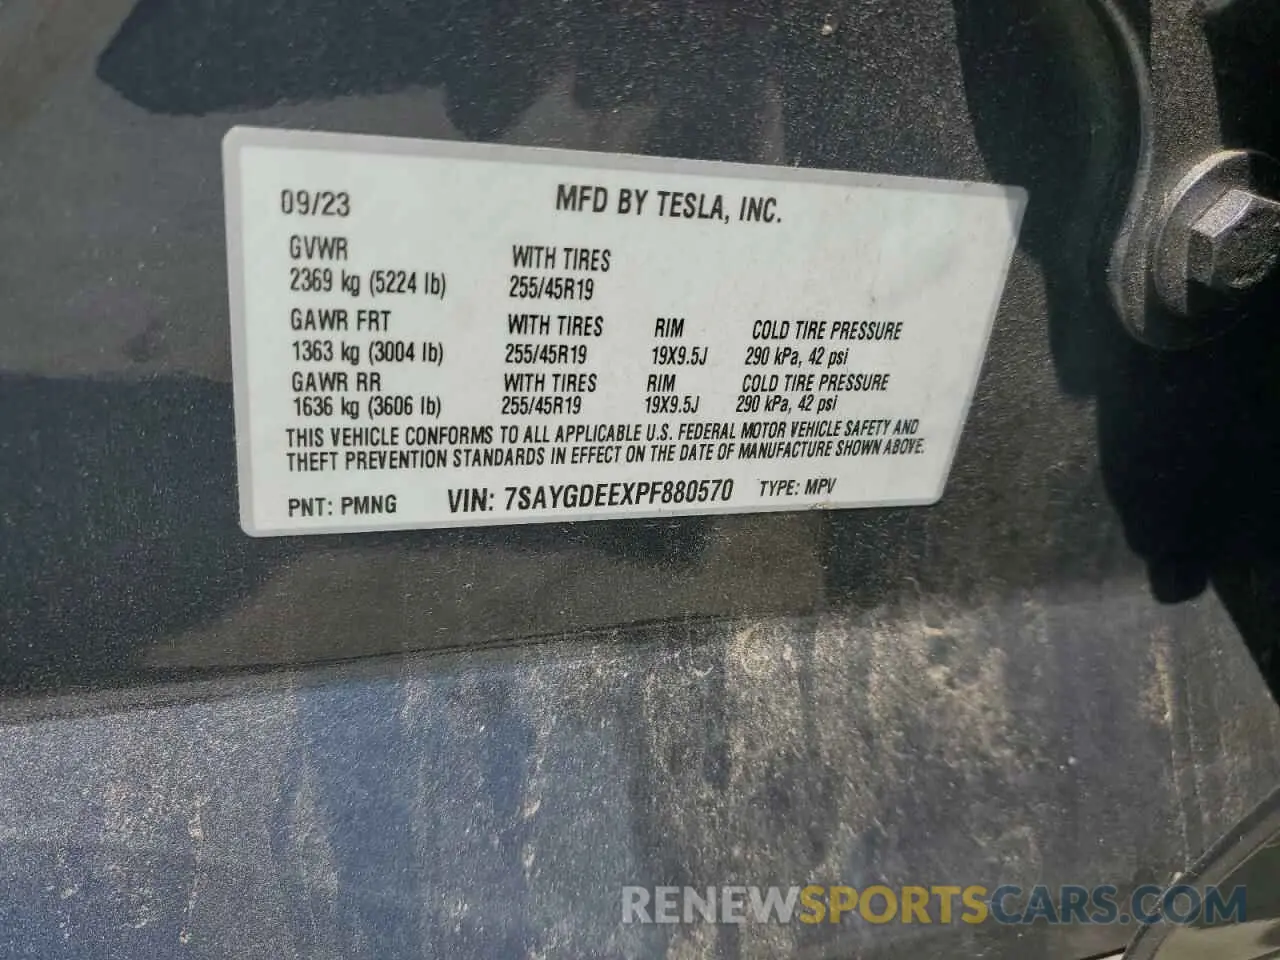 09/23 MFD BY TESLA, INC.
GVWR WITH TIRES
2369 kg (5224 lb) 255/45R19
GAWR FRT WITH TIRES RIM COLD TIRE PRESSURE
1363 kg (3004 lb) 255/45R19 19X9.5J 290 kPa, 42 psi
GAWR RR WITH TIRES RIM COLD TIRE PRESSURE
1636 kg (3606 lb) 255/45R19 19X9.5J 290 kPa, 42 psi
THIS VEHICLE CONFORMS TO ALL APPLICABLE U.S. FEDERAL MOTOR VEHICLE SAFETY AND
THEFT PREVENTION STANDARDS IN EFFECT ON THE DATE OF MANUFACTURE SHOWN ABOVE.
PNT: PMNG VIN: 7SAYGDEEXPF880570 TYPE: MPV
RENEWSPORTSCARS.COM